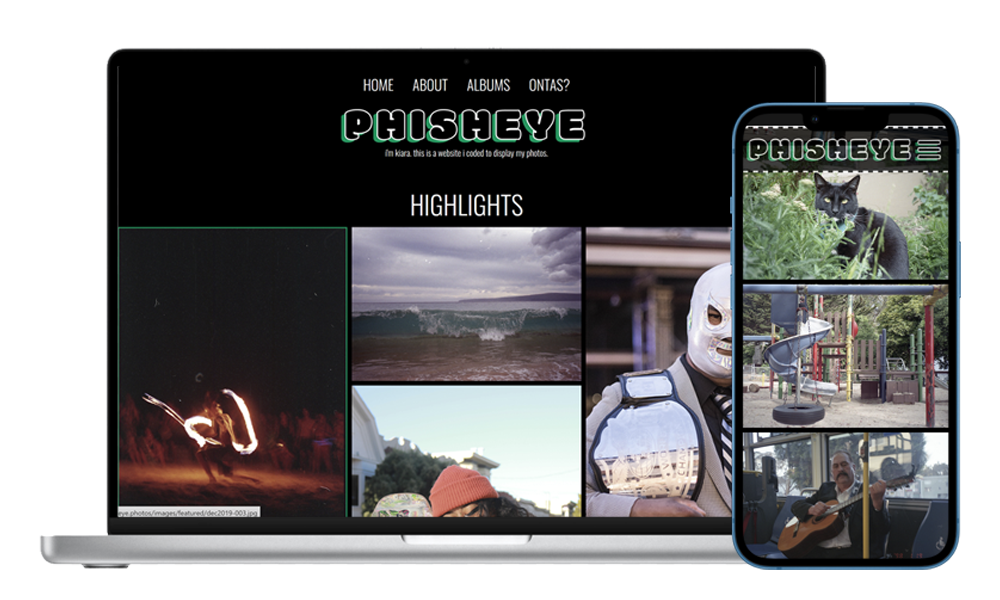 HOME ABOUT ALBUMS ONTAS?
PHISHEYE
i'm kiara. this is a website i coded to display my photos.
HIGHLIGHTS
eye.photos/images/featured/dec2019-003.jpg
PHISHEYE